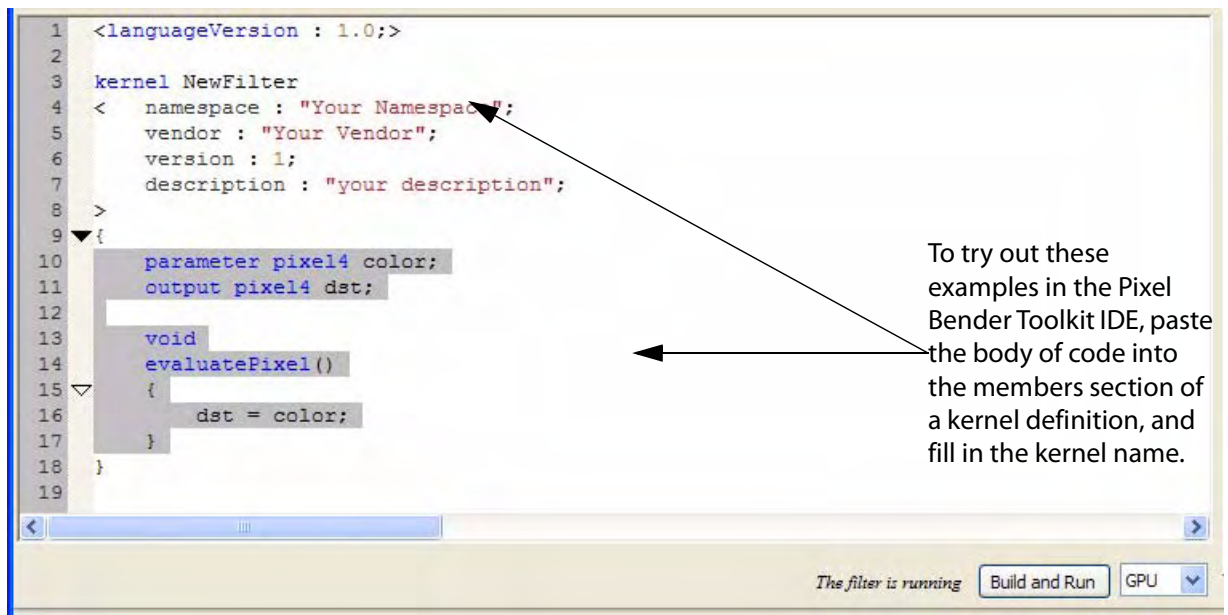 1 <languageVersion : 1.0;>
2
3 kernel NewFilter
4 < namespace : "Your Namespace";
5 vendor : "Your Vendor";
6 version : 1;
7 description : "your description";
8 >
9 {
10 parameter pixel4 color;
11 output pixel4 dst;
12
13 void
14 evaluatePixel()
15 {
16 dst = color;
17 }
18 }
19
To try out these
examples in the Pixel
Bender Toolkit IDE, paste
the body of code into
the members section of
a kernel definition, and
fill in the kernel name.
The filter is running Build and Run GPU